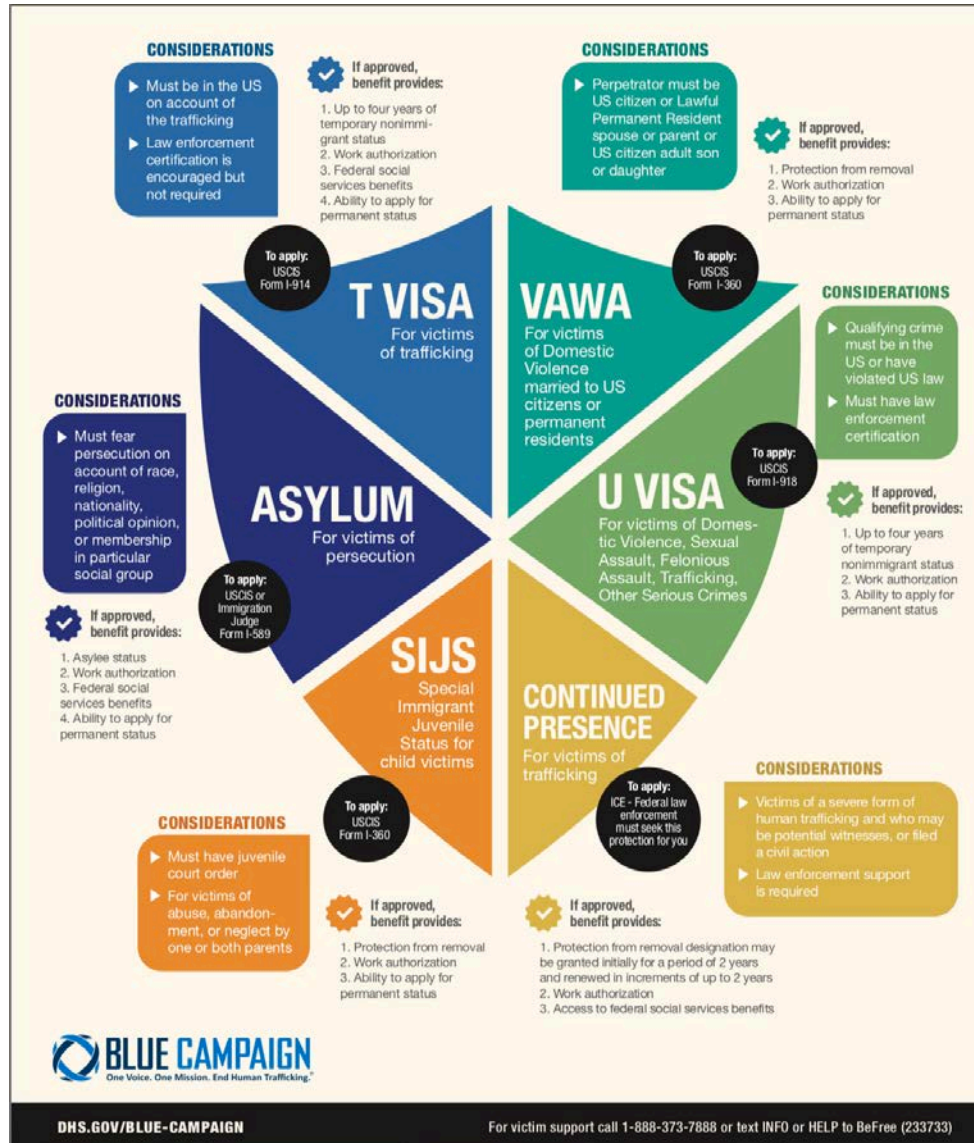 CONSIDERATIONS
Must be in the US
on account of
the trafficking
Law enforcement
certification is
encouraged but
not required
If approved,
benefit provides:
1. Up to four years of
temporary nonimmi-
grant status
2. Work authorization
3. Federal social
services benefits
4. Ability to apply for
permanent status
To apply:
USCIS
Form I-914
T VISA
For victims
of trafficking
CONSIDERATIONS
Perpetrator must be
US citizen or Lawful
Permanent Resident
spouse or parent or
US citizen adult son
or daughter
If approved,
benefit provides:
1. Protection from removal
2. Work authorization
3. Ability to apply for
permanent status
To apply:
USCIS
Form I-360
VAWA
For victims
of Domestic
Violence
married to US
citizens or
permanent
residents
CONSIDERATIONS
Qualifying crime
must be in the
US or have
violated US law
Must have law
enforcement
certification
To apply:
USCIS
Form I-918
U VISA
For victims of Domes-
tic Violence, Sexual
Assault, Felonious
Assault, Trafficking,
Other Serious Crimes
If approved,
benefit provides:
1. Up to four years
of temporary
nonimmigrant status
2. Work authorization
3. Ability to apply for
permanent status
CONSIDERATIONS
Must fear
persecution on
account of race,
religion,
nationality,
political opinion,
or membership
in particular
social group
ASYLUM
For victims of
persecution
To apply:
USCIS or
Immigration
Judge
Form I-589
If approved,
benefit provides:
1. Asylee status
2. Work authorization
3. Federal social
services benefits
4. Ability to apply for
permanent status
SIJS
Special
Immigrant
Juvenile
Status for
child victims
To apply:
USCIS
Form I-360
CONSIDERATIONS
Must have juvenile
court order
For victims of
abuse, abandon-
ment, or neglect by
one or both parents
If approved,
benefit provides:
1. Protection from removal
2. Work authorization
3. Ability to apply for
permanent status
CONTINUED
PRESENCE
For victims of
trafficking
To apply:
ICE - Federal law
enforcement
must seek this
protection for you
CONSIDERATIONS
Victims of a severe form of
human trafficking and who may
be potential witnesses, or filed
a civil action
Law enforcement support
is required
If approved,
benefit provides:
1. Protection from removal designation may
be granted initially for a period of 2 years
and renewed in increments of up to 2 years
2. Work authorization
3. Access to federal social services benefits
BLUE CAMPAIGN
One Voice. One Mission. End Human Trafficking.®
DHS.GOV/BLUE-CAMPAIGN
For victim support call 1-888-373-7888 or text INFO or HELP to BeFree (233733)